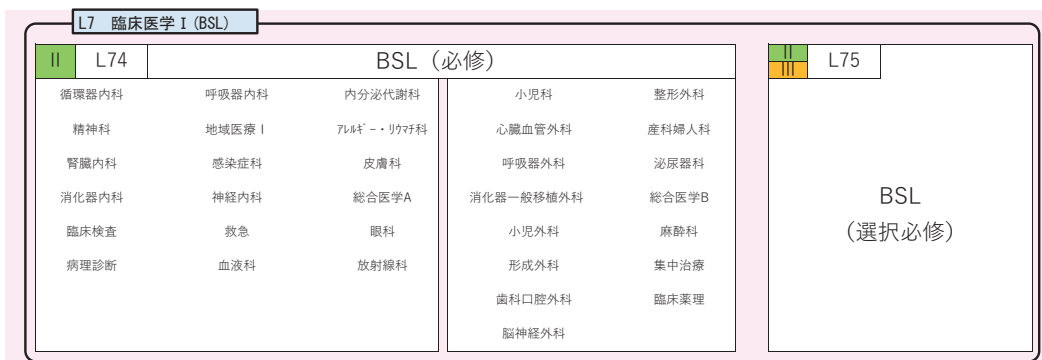 L7 臨床医学Ⅰ(BSL)
Ⅱ L74 BSL（必修）
循環器内科 呼吸器内科 内分泌代謝科
精神科 地域医療Ⅰ ｱﾚﾙｷﾞｰ・ﾘｳﾏﾁ科
腎臓内科 感染症科 皮膚科
消化器内科 神経内科 総合医学A
臨床検査 救急 眼科
病理診断 血液科 放射線科
小児科 整形外科
心臓血管外科 産科婦人科
呼吸器外科 泌尿器科
消化器一般移植外科 総合医学B
小児外科 麻酔科
形成外科 集中治療
歯科口腔外科 臨床薬理
脳神経外科
Ⅱ
Ⅲ
L75
BSL
（選択必修）